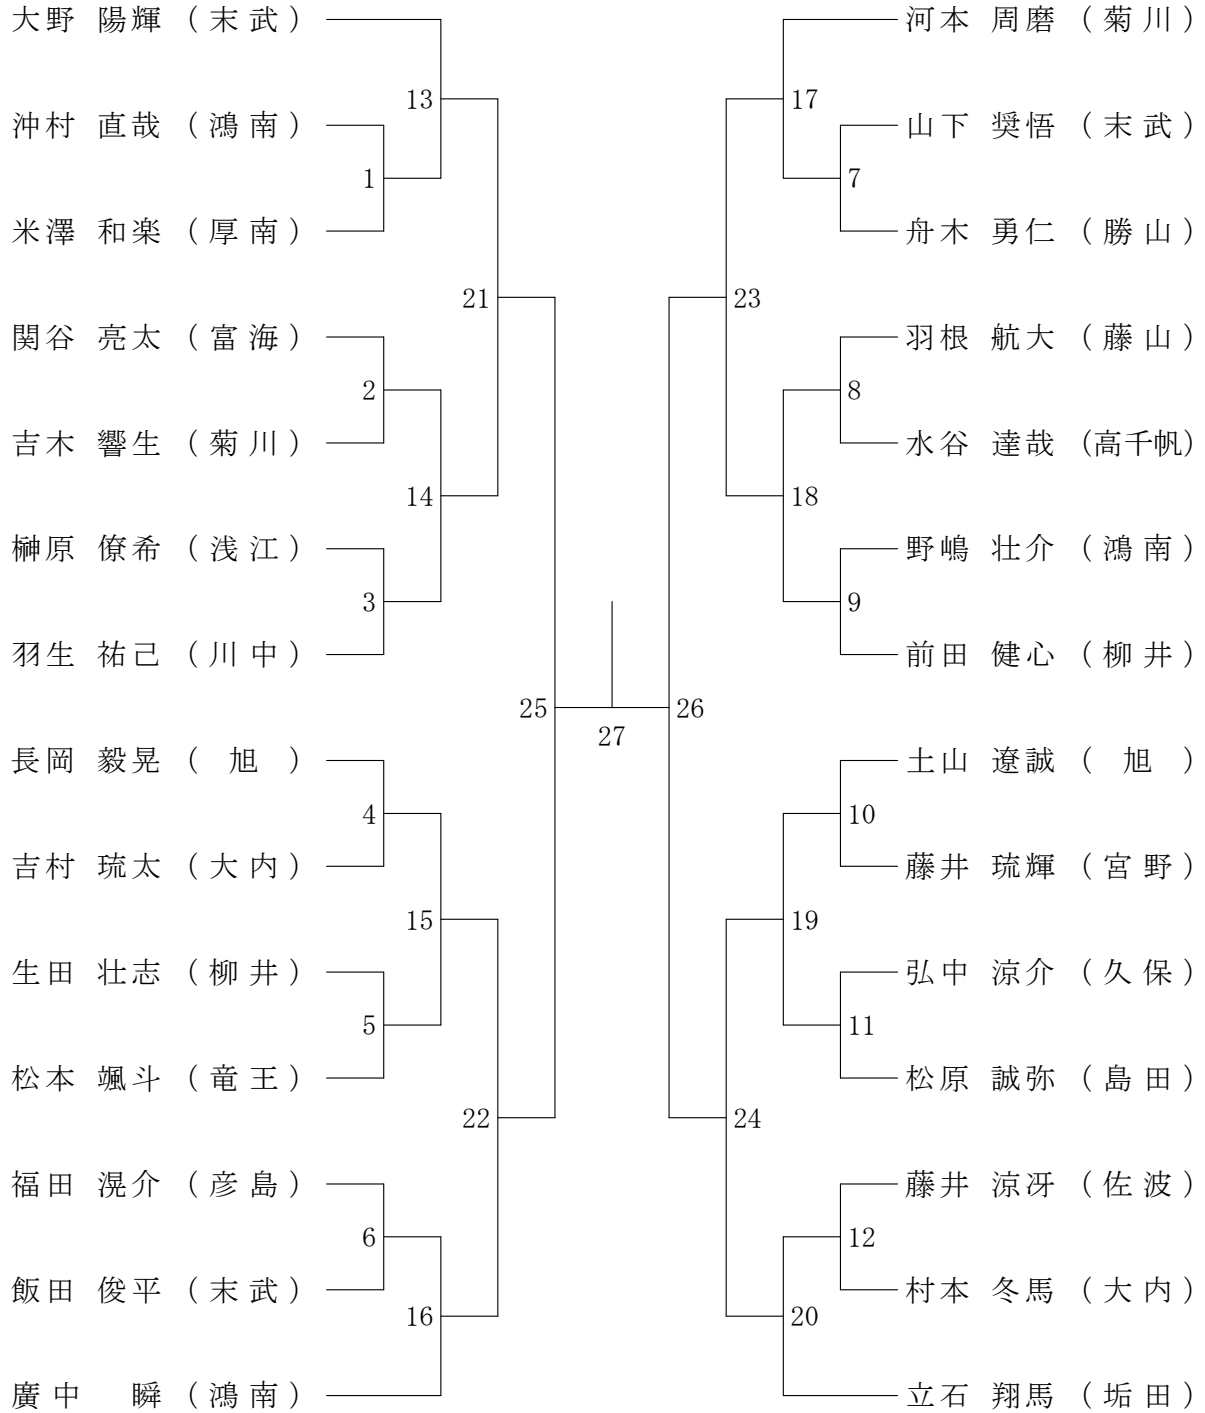 大野 陽輝 (末武)
13
沖村 直哉 (鴻南)
1
米澤 和楽 (厚南)
21
関谷 亮太 (富海)
2
吉木 響生 (菊川)
14
榊原 僚希 (浅江)
3
羽生 祐己 (川中)
25
長岡 毅晃 (旭)
4
吉村 琉太 (大内)
15
生田 壮志 (柳井)
5
松本 颯斗 (竜王)
22
福田 滉介 (彦島)
6
飯田 俊平 (末武)
16
廣中 瞬 (鴻南)
27
河本 周磨 (菊川)
17
山下 奨悟 (末武)
7
舟木 勇仁 (勝山)
23
羽根 航大 (藤山)
8
水谷 達哉 (高千帆)
18
野嶋 壮介 (鴻南)
9
前田 健心 (柳井)
26
土山 遼誠 (旭)
10
藤井 琉輝 (宮野)
19
弘中 涼介 (久保)
11
松原 誠弥 (島田)
24
藤井 涼冴 (佐波)
12
村本 冬馬 (大内)
20
立石 翔馬 (垢田)